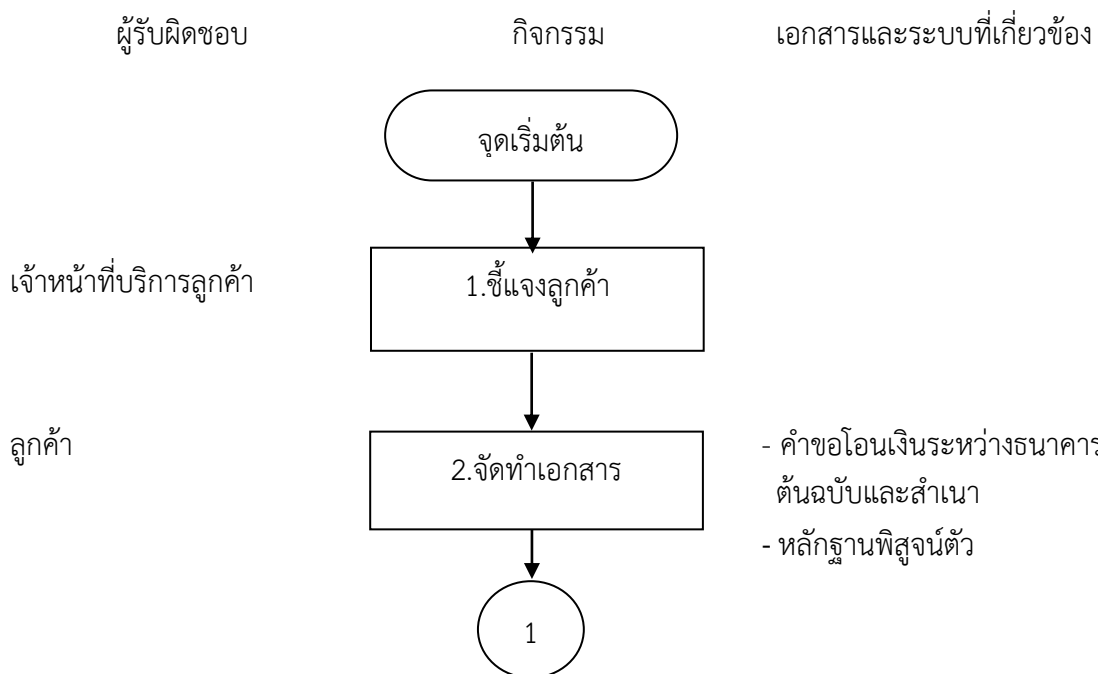 ผู้รับผิดชอบ กิจกรรม เอกสารและระบบที่เกี่ยวข้อง
จุดเริ่มต้น
เจ้าหน้าที่บริการลูกค้า 1.ชี้แจงลูกค้า
ลูกค้า 2.จัดทำเอกสาร - คำขอโอนเงินระหว่างธนาคาร
ต้นฉบับและสำเนา
- หลักฐานพิสูจน์ตัว
1